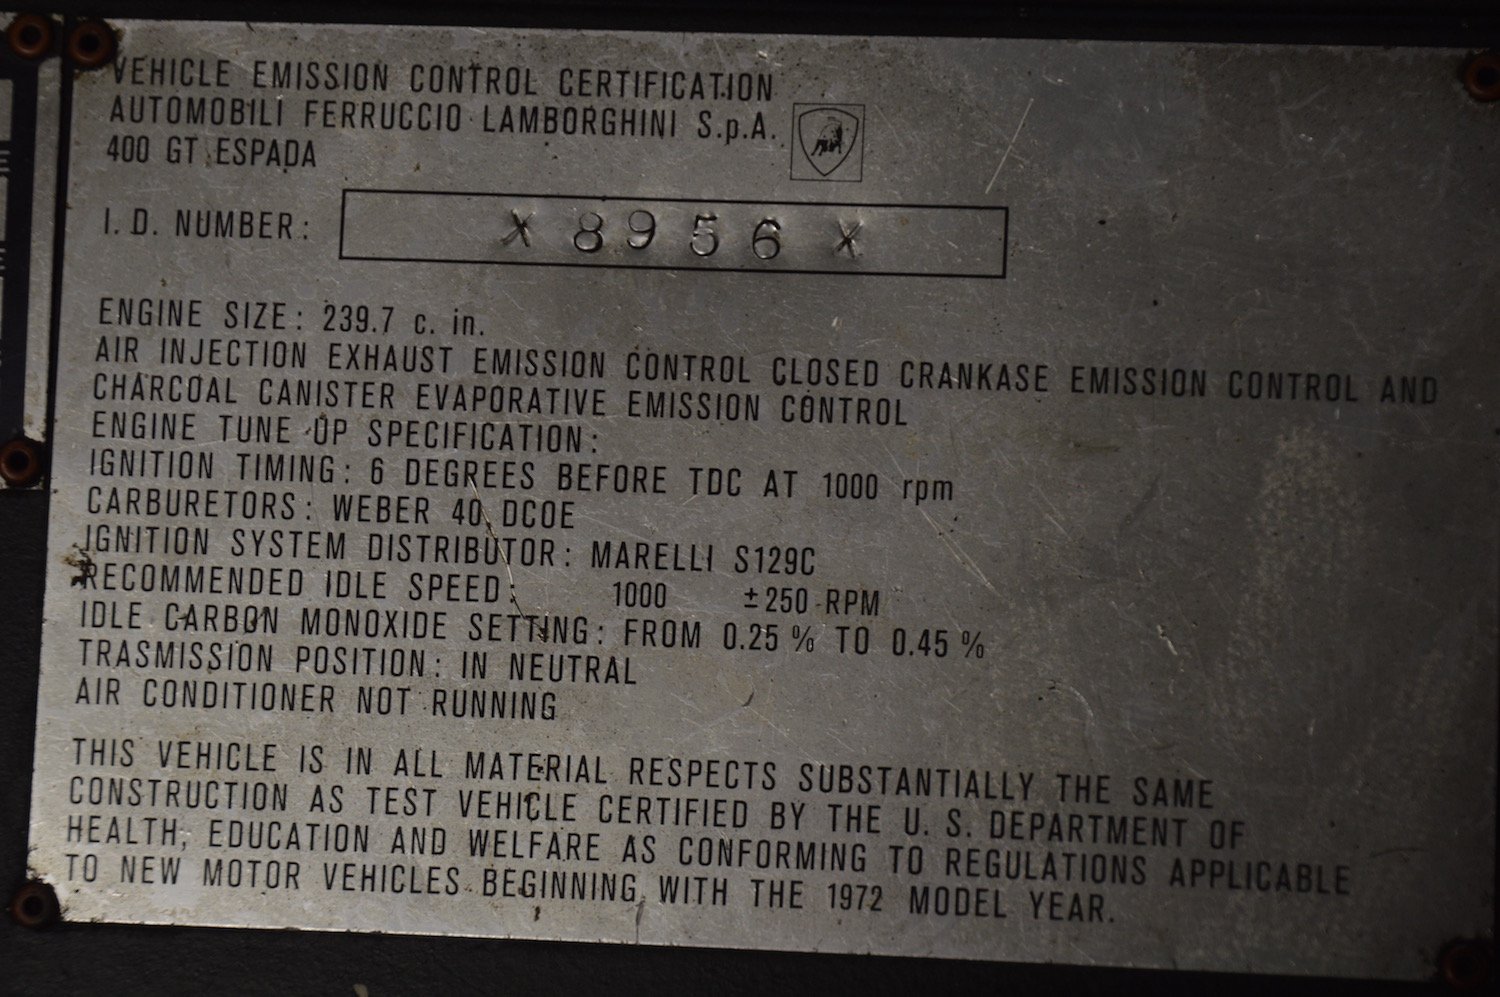 VEHICLE EMISSION CONTROL CERTIFICATION
AUTOMOBILI FERRUCCIO LAMBORGHINI S.p.A.
400 GT ESPADA
I. D. NUMBER: X 8956 X
ENGINE SIZE: 239.7 c. in.
AIR INJECTION EXHAUST EMISSION CONTROL CLOSED CRANKASE EMISSION CONTROL AND
CHARCOAL CANISTER EVAPORATIVE EMISSION CONTROL
ENGINE TUNE UP SPECIFICATION:
IGNITION TIMING: 6 DEGREES BEFORE TDC AT 1000 rpm
CARBURETORS: WEBER 40 DCOE
IGNITION SYSTEM DISTRIBUTOR: MARELLI S129C
RECOMMENDED IDLE SPEED: 1000 ±250 RPM
IDLE CARBON MONOXIDE SETTING: FROM 0.25 % TO 0.45 %
TRASMISSION POSITION: IN NEUTRAL
AIR CONDITIONER NOT RUNNING
THIS VEHICLE IS IN ALL MATERIAL RESPECTS SUBSTANTIALLY THE SAME
CONSTRUCTION AS TEST VEHICLE CERTIFIED BY THE U. S. DEPARTMENT OF
HEALTH, EDUCATION AND WELFARE AS CONFORMING TO REGULATIONS APPLICABLE
TO NEW MOTOR VEHICLES BEGINNING WITH THE 1972 MODEL YEAR.